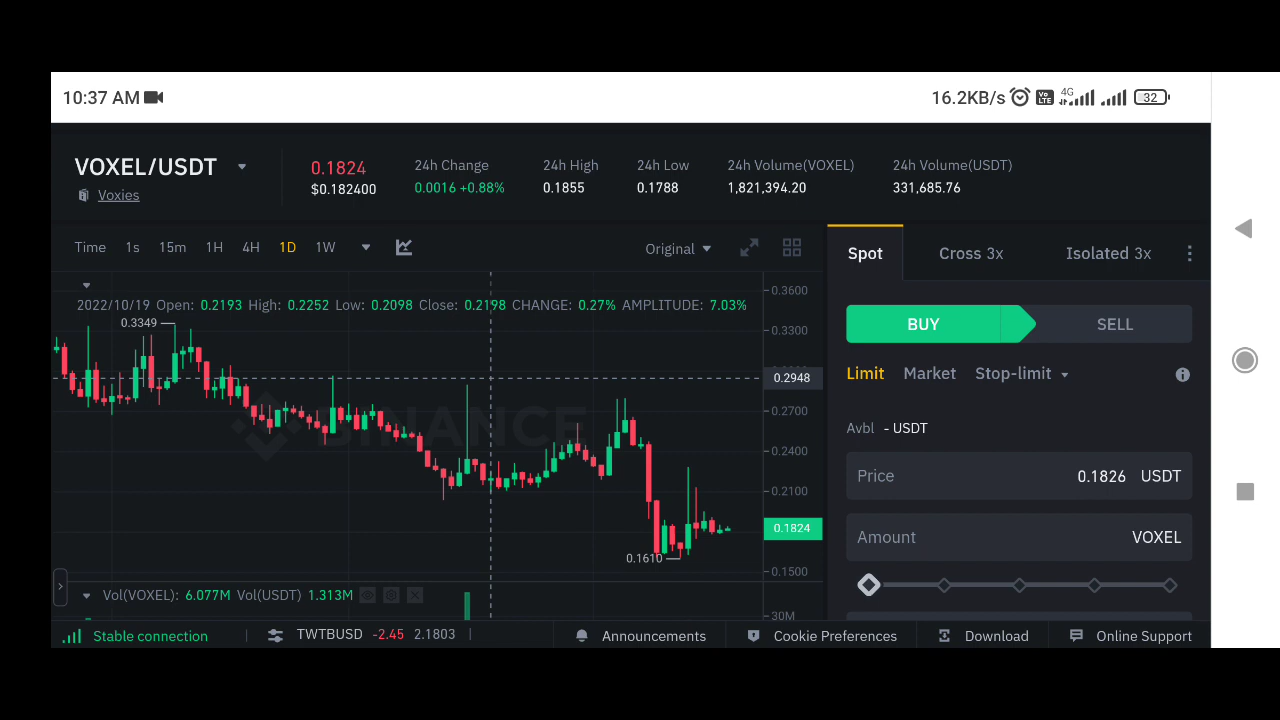 10:37 AM 16.2KB/s Vo LTE 4G 32
VOXEL/USDT 0.1824 24h Change 24h High 24h Low 24h Volume(VOXEL) 24h Volume(USDT)
Voxies $0.182400 0.0016 +0.88% 0.1855 0.1788 1,821,394.20 331,685.76
Time 1s 15m 1H 4H 1D 1W Original
Spot Cross 3x Isolated 3x
2022/10/19 Open: 0.2193 High: 0.2252 Low: 0.2098 Close: 0.2198 CHANGE: 0.27% AMPLITUDE: 7.03%
0.3600
0.3349
0.3300
0.2948
0.2700
0.2400
0.2100
0.1824
0.1610
0.1500
30M
BINANCE
BUY SELL
Limit Market Stop-limit
Avbl - USDT
Price 0.1826 USDT
Amount VOXEL
Vol(VOXEL): 6.077M Vol(USDT) 1.313M
Stable connection TWTBUSD -2.45 2.1803 Announcements Cookie Preferences Download Online Support